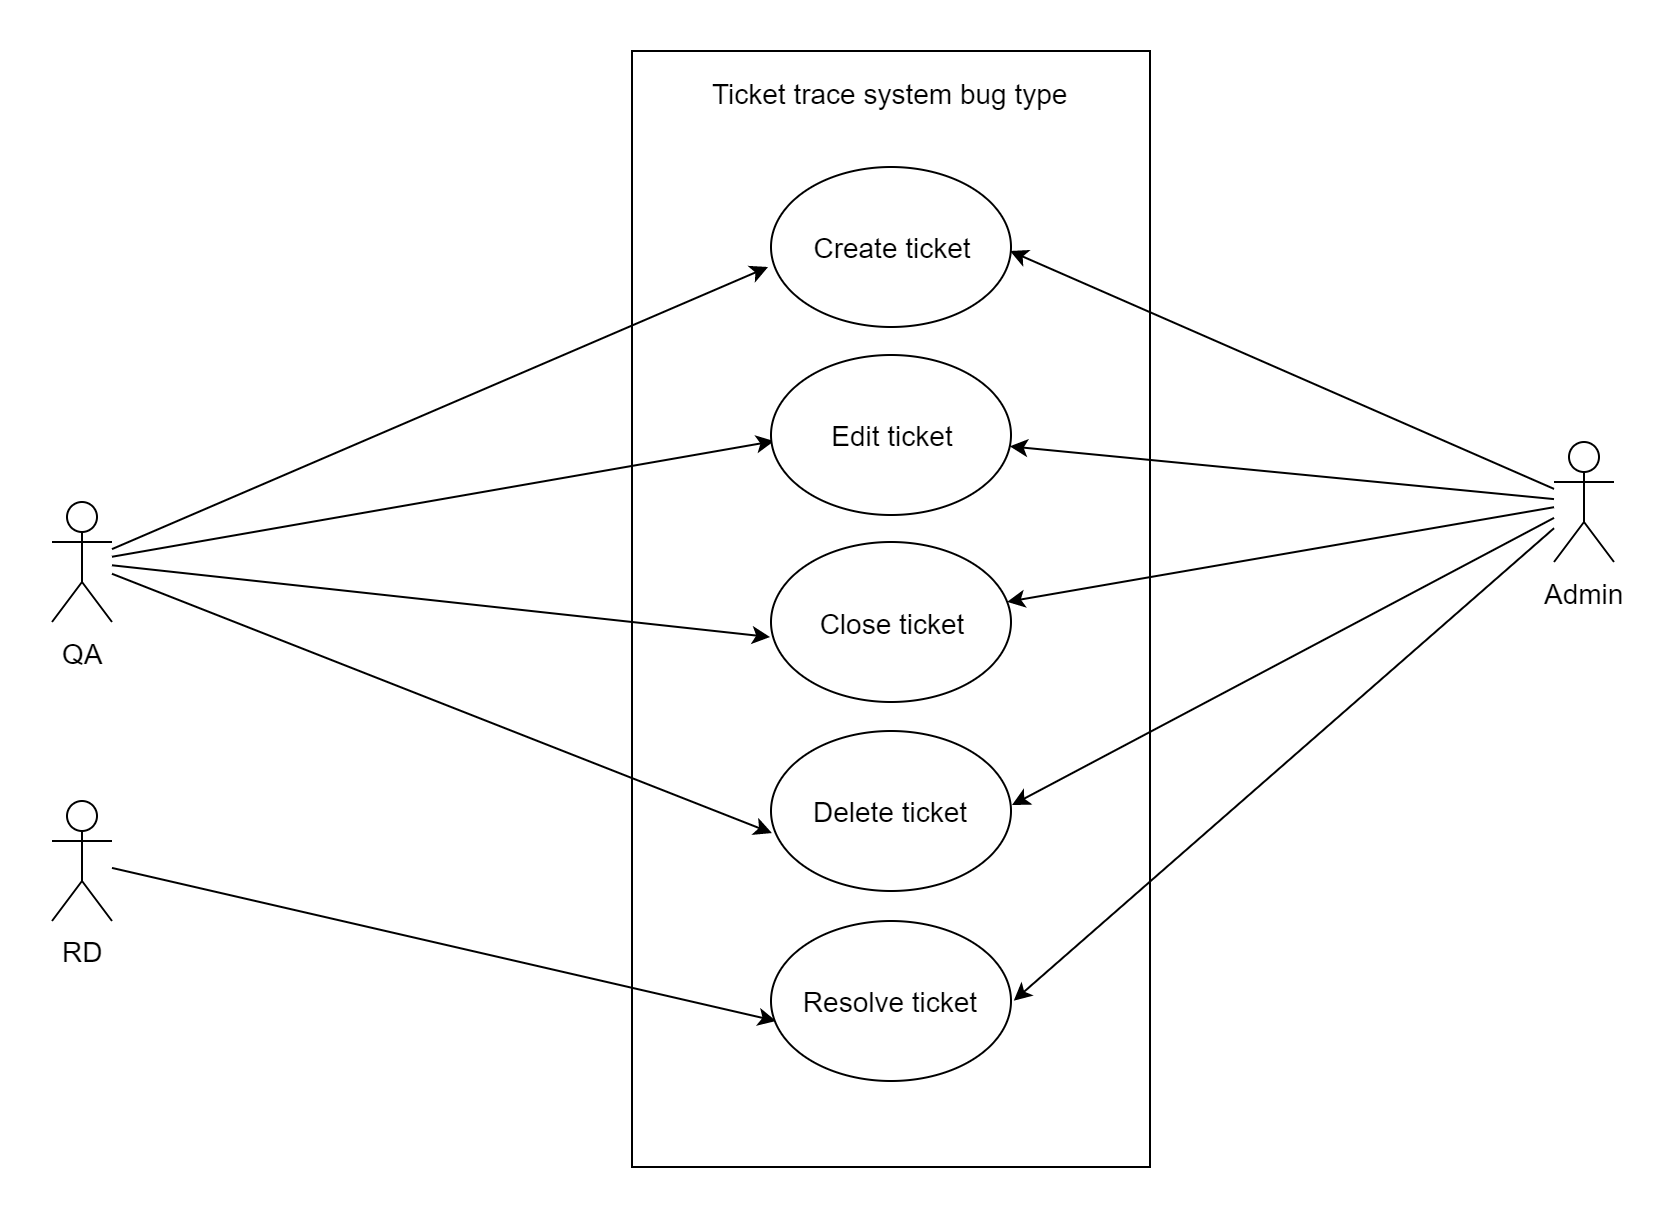 Ticket trace system bug type
Create ticket
Edit ticket
Close ticket
Delete ticket
Resolve ticket
QA
RD
Admin